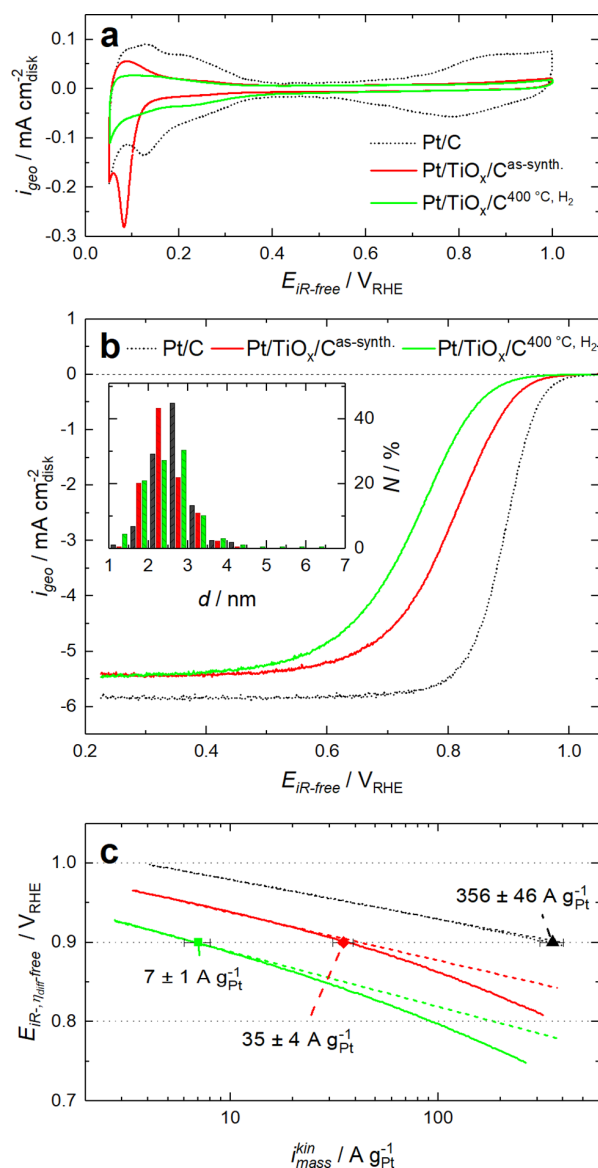 a
0.1
0.0
-0.1
-0.2
-0.3
i_geo / mA cm⁻²_disk
Pt/C
Pt/TiOₓ/C^as-synth.
Pt/TiOₓ/C^400 °C, H₂
0.0 0.2 0.4 0.6 0.8 1.0
E_iR-free / V_RHE
b
Pt/C Pt/TiOₓ/C^as-synth. Pt/TiOₓ/C^400 °C, H₂
0
-1
-2
-3
-4
-5
-6
i_geo / mA cm⁻²_disk
40
20
0
N / %
1 2 3 4 5 6 7
d / nm
0.2 0.4 0.6 0.8 1.0
E_iR-free / V_RHE
c
1.0
0.9
0.8
0.7
E_iR-, η_diff-free / V_RHE
356 ± 46 A g⁻¹_Pt
7 ± 1 A g⁻¹_Pt
35 ± 4 A g⁻¹_Pt
10 100
i^kin_mass / A g⁻¹_Pt